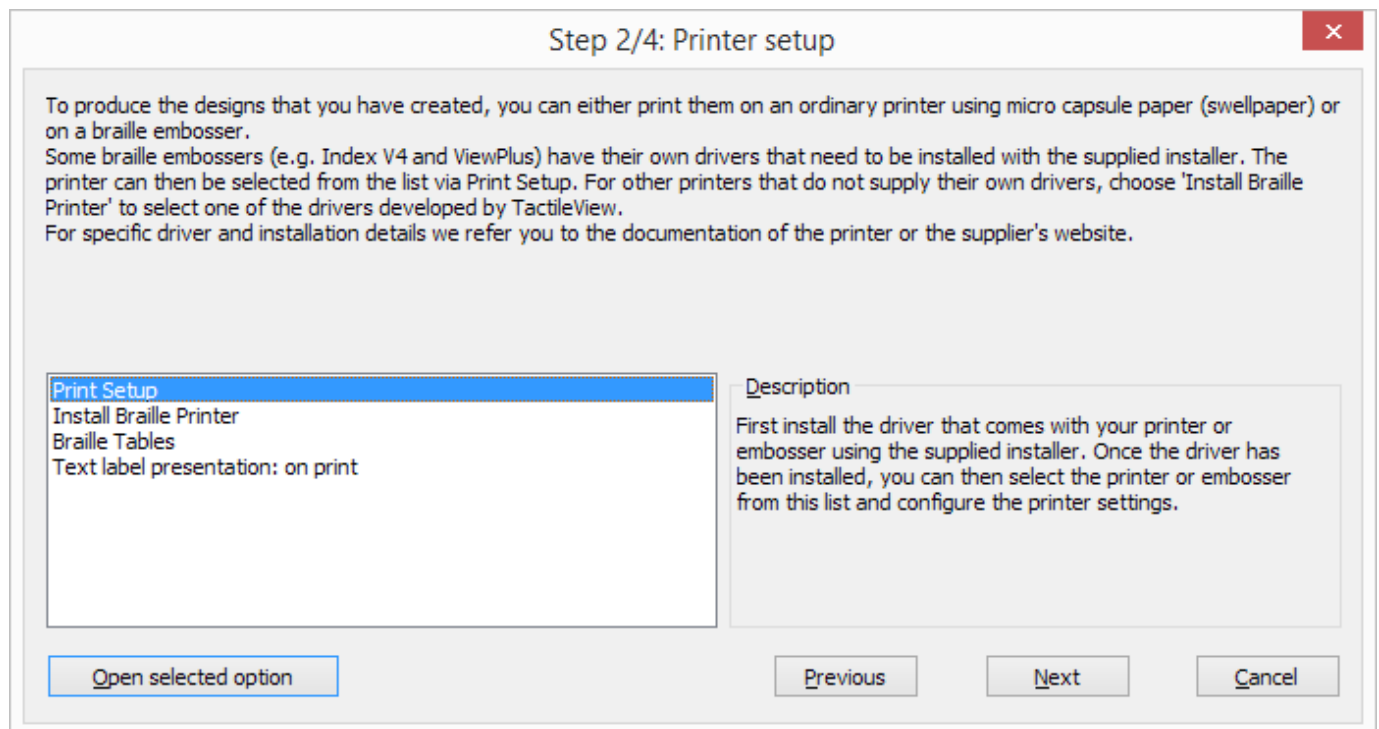 Step 2/4: Printer setup
To produce the designs that you have created, you can either print them on an ordinary printer using micro capsule paper (swellpaper) or
on a braille embosser.
Some braille embossers (e.g. Index V4 and ViewPlus) have their own drivers that need to be installed with the supplied installer. The
printer can then be selected from the list via Print Setup. For other printers that do not supply their own drivers, choose 'Install Braille
Printer' to select one of the drivers developed by TactileView.
For specific driver and installation details we refer you to the documentation of the printer or the supplier's website.
Print Setup
Install Braille Printer
Braille Tables
Text label presentation: on print
Description
First install the driver that comes with your printer or
embosser using the supplied installer. Once the driver has
been installed, you can then select the printer or embosser
from this list and configure the printer settings.
Open selected option
Previous
Next
Cancel